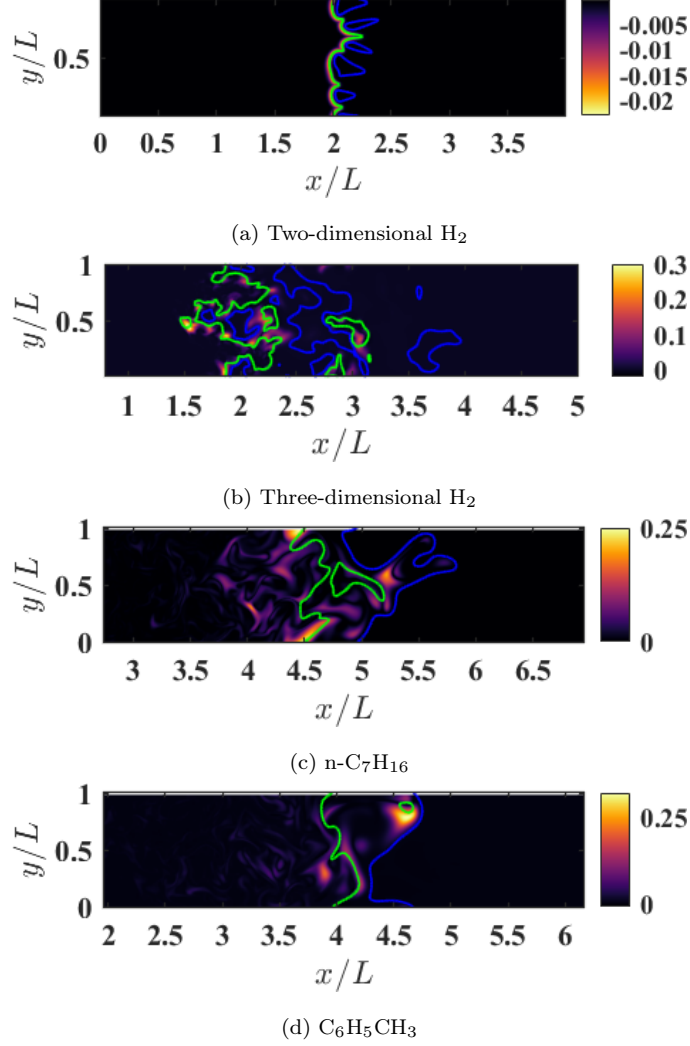 -0.005
-0.01
-0.015
-0.02
y/L
0.5
0 0.5 1 1.5 2 2.5 3 3.5
x/L
(a) Two-dimensional H₂
y/L
1
0.5
0
0.3
0.2
0.1
0
1 1.5 2 2.5 3 3.5 4 4.5 5
x/L
(b) Three-dimensional H₂
y/L
1
0.5
0
0.25
0
3 3.5 4 4.5 5 5.5 6 6.5
x/L
(c) n-C₇H₁₆
y/L
1
0.5
0
0.25
0
2 2.5 3 3.5 4 4.5 5 5.5 6
x/L
(d) C₆H₅CH₃